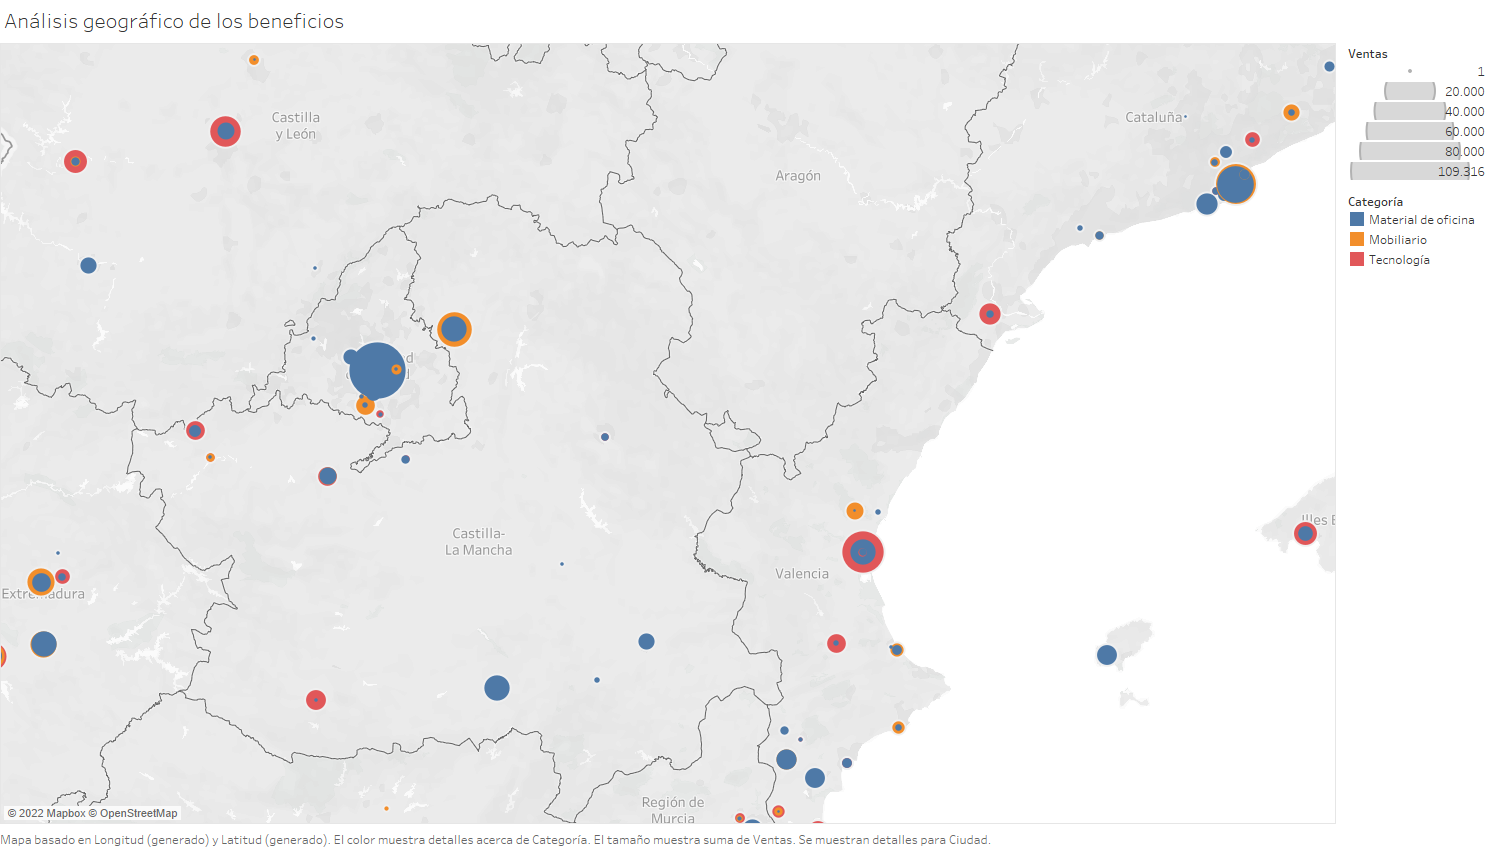 Análisis geográfico de los beneficios
Castilla
y León
Cataluña
Aragón
Castilla-
La Mancha
Valencia
Extremadura
Illes
Región de
Murcia
© 2022 Mapbox © OpenStreetMap
Ventas
1
20.000
40.000
60.000
80.000
109.316
Categoría
Material de oficina
Mobiliario
Tecnología
Mapa basado en Longitud (generado) y Latitud (generado). El color muestra detalles acerca de Categoría. El tamaño muestra suma de Ventas. Se muestran detalles para Ciudad.